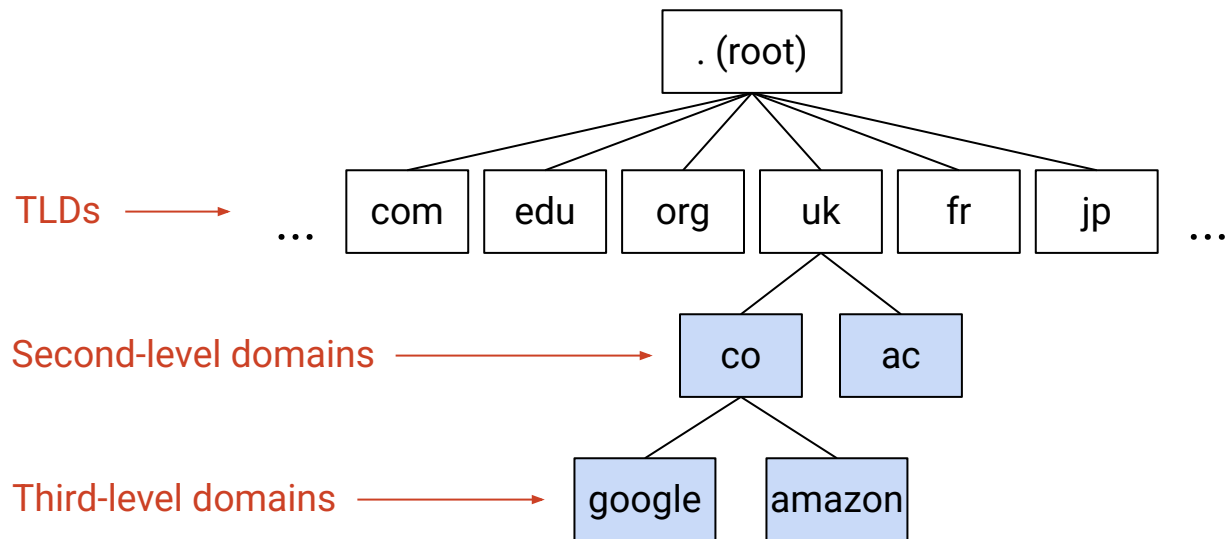 . (root)
TLDs
... com edu org uk fr jp ...
Second-level domains
co ac
Third-level domains
google amazon